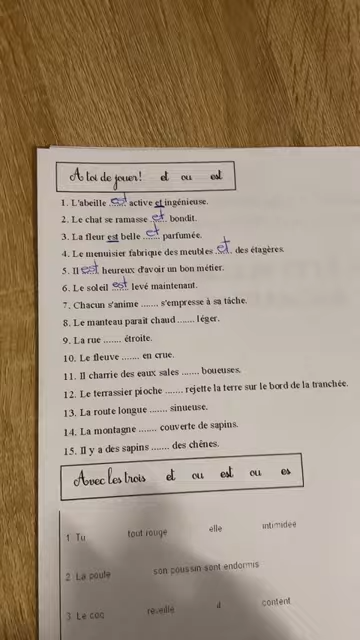 A toi de jouer! et ou est
1. L'abeille est active et ingénieuse.
2. Le chat se ramasse et bondit.
3. La fleur est belle et parfumée.
4. Le menuisier fabrique des meubles et des étagères.
5. Il est heureux d'avoir un bon métier.
6. Le soleil est levé maintenant.
7. Chacun s'anime ....... s'empresse à sa tâche.
8. Le manteau paraît chaud ....... léger.
9. La rue ....... étroite.
10. Le fleuve ....... en crue.
11. Il charrie des eaux sales ....... boueuses.
12. Le terrassier pioche ....... rejette la terre sur le bord de la tranchée.
13. La route longue ....... sinueuse.
14. La montagne ....... couverte de sapins.
15. Il y a des sapins ....... des chênes.
Avec les trois et ou est ou es
1 Tu tout rouge elle intimidée
2 La poule son poussin sont endormis
3 Le coq réveillé il content